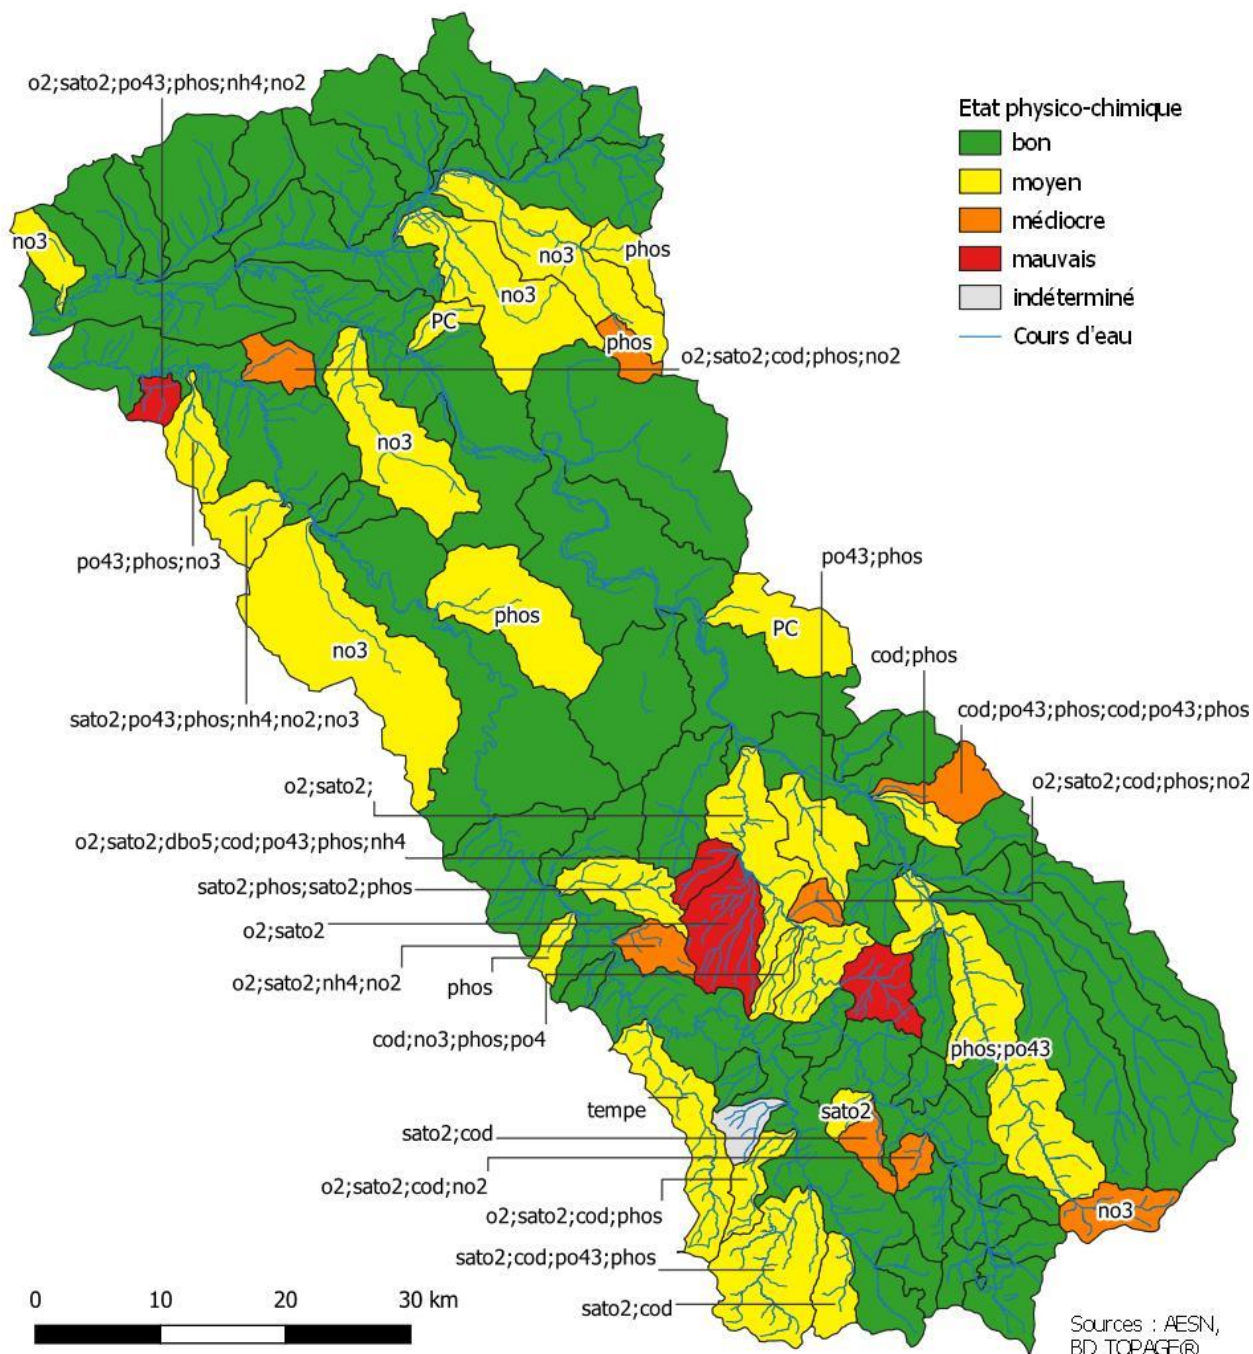 o2;sato2;po43;phos;nh4;no2
Etat physico-chimique
bon
moyen
médiocre
mauvais
indéterminé
Cours d'eau
no3
no3
phos
no3
PC
phos
o2;sato2;cod;phos;no2
no3
po43;phos;no3
po43;phos
phos
PC
no3
cod;phos
sato2;po43;phos;nh4;no2;no3
cod;po43;phos;cod;po43;phos
o2;sato2;
o2;sato2;cod;phos;no2
o2;sato2;dbo5;cod;po43;phos;nh4
sato2;phos;sato2;phos
o2;sato2
o2;sato2;nh4;no2
phos
cod;no3;phos;po4
phos;po43
tempe
sato2
sato2;cod
o2;sato2;cod;no2
o2;sato2;cod;phos
no3
sato2;cod;po43;phos
sato2;cod
0 10 20 30 km
Sources : AESN,
BD TOPAGE®